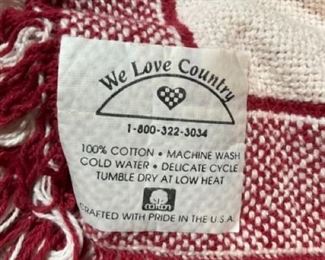 We Love Country
1-800-322-3034
100% COTTON • MACHINE WASH
COLD WATER • DELICATE CYCLE
TUMBLE DRY AT LOW HEAT
COTTON
CRAFTED WITH PRIDE IN THE U.S.A.